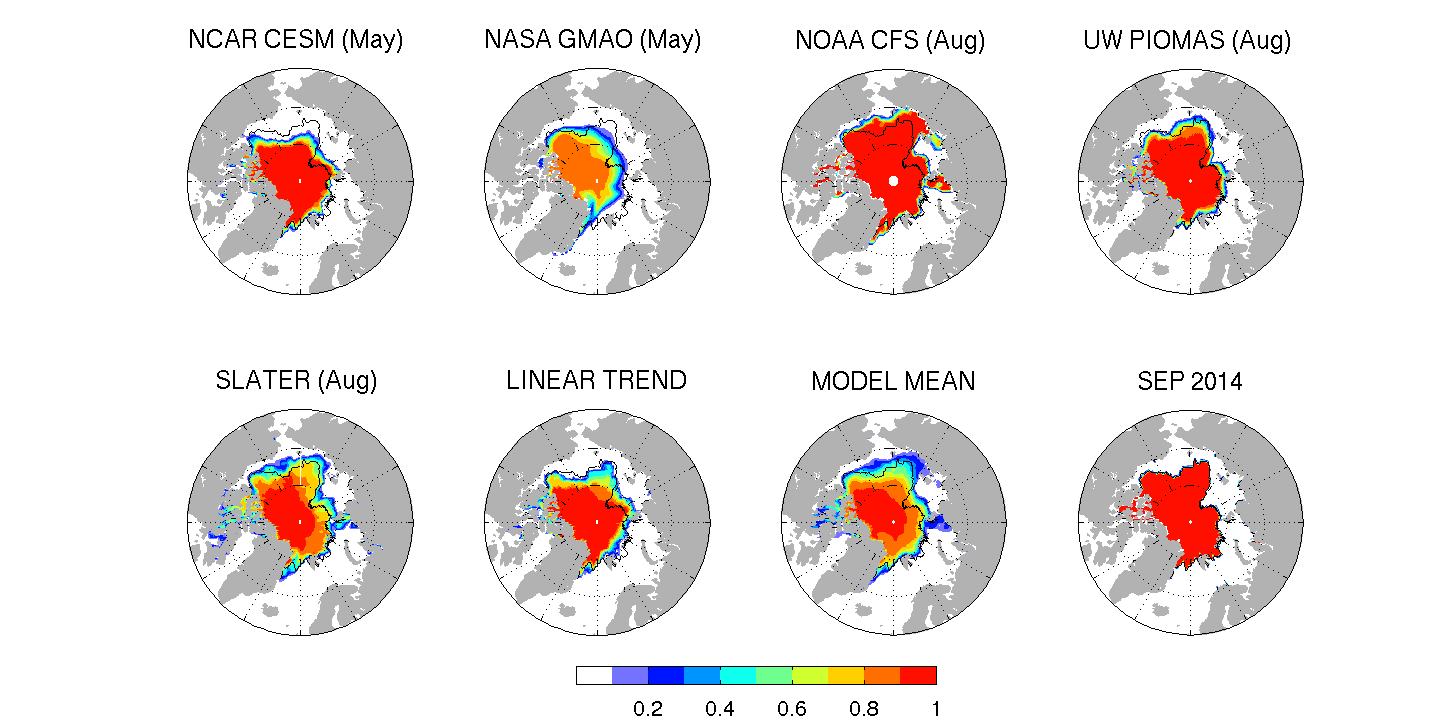 NCAR CESM (May) NASA GMAO (May) NOAA CFS (Aug) UW PIOMAS (Aug)
SLATER (Aug) LINEAR TREND MODEL MEAN SEP 2014
0.2 0.4 0.6 0.8 1